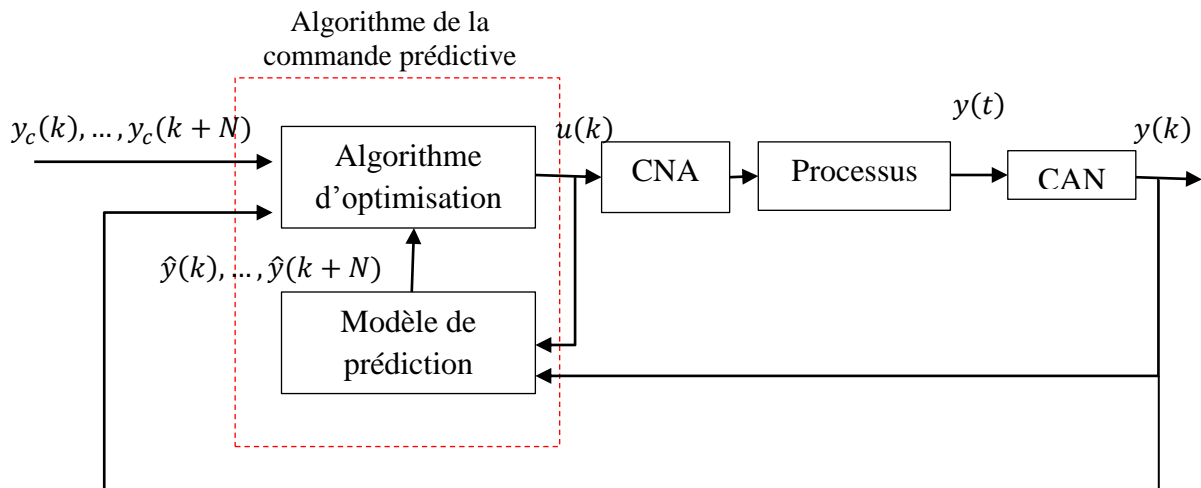 Algorithme de la
commande prédictive
y_c(k), … , y_c(k + N)
Algorithme
d’optimisation
u(k)
CNA
Processus
y(t)
CAN
y(k)
ŷ(k), … , ŷ(k + N)
Modèle de
prédiction